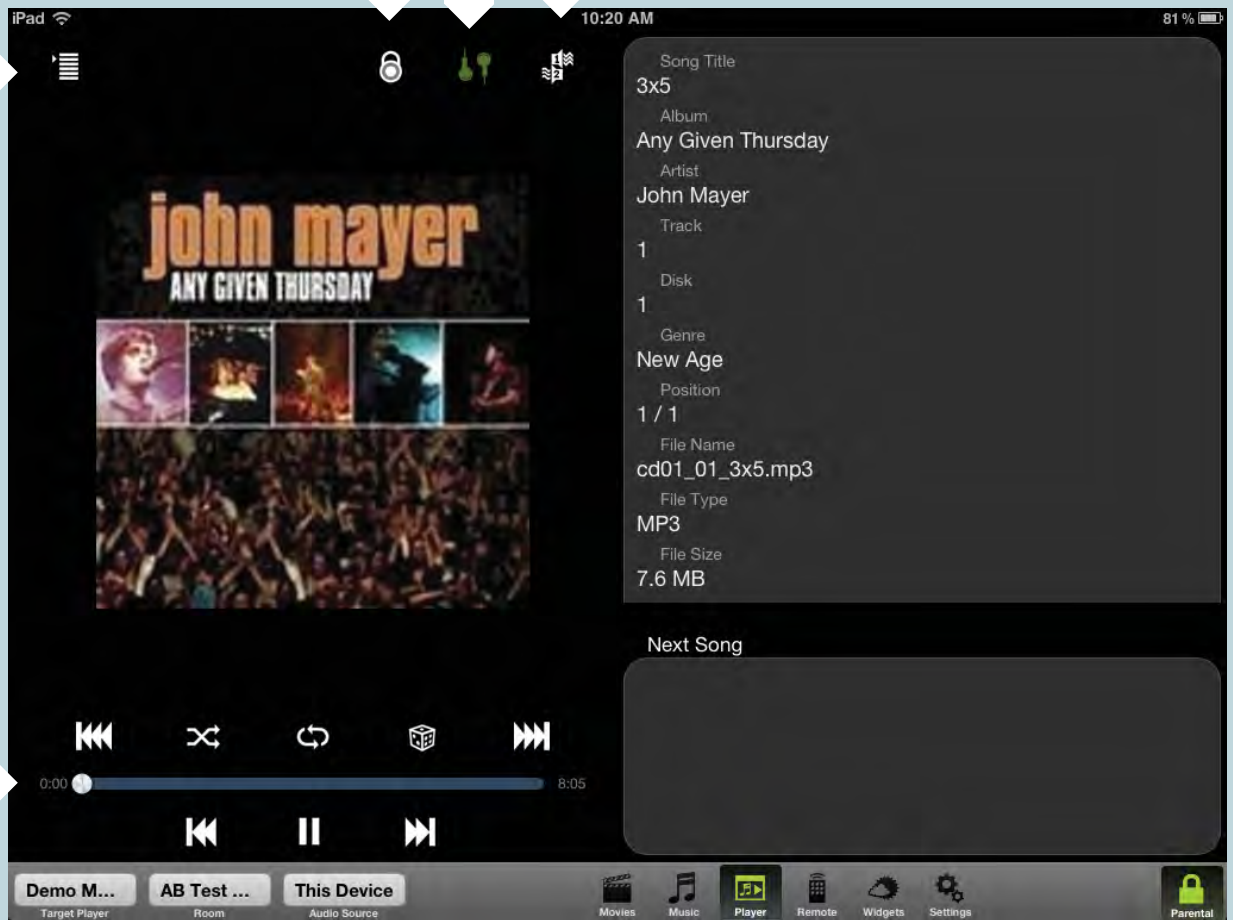 iPad
10:20 AM
81 %
1
2
john mayer
ANY GIVEN THURSDAY
Song Title
3x5
Album
Any Given Thursday
Artist
John Mayer
Track
1
Disk
1
Genre
New Age
Position
1 / 1
File Name
cd01_01_3x5.mp3
File Type
MP3
File Size
7.6 MB
Next Song
0:00
8:05
Demo M...
Target Player
AB Test ...
Room
This Device
Audio Source
Movies
Music
Player
Remote
Widgets
Settings
Parental